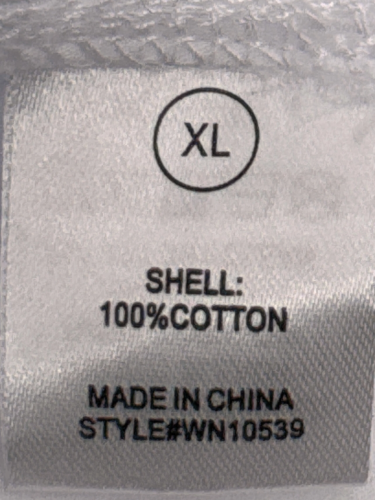 XL
SHELL:
100%COTTON
MADE IN CHINA
STYLE#WN10539